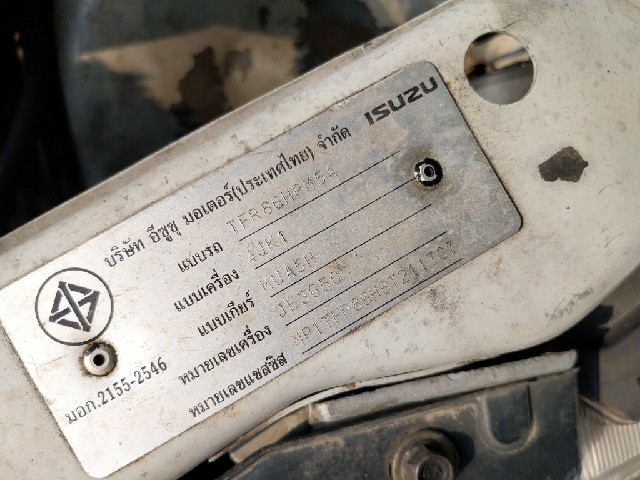 ISUZU
บริษัท อีซูซุ มอเตอร์(ประเทศไทย) จำกัด
แบบรถ TFR86HPM5A
แบบเครื่อง 4JK1
แบบเกียร์ MUA5H
หมายเลขเครื่อง
หมายเลขแชสซีส
มอก.2155-2546